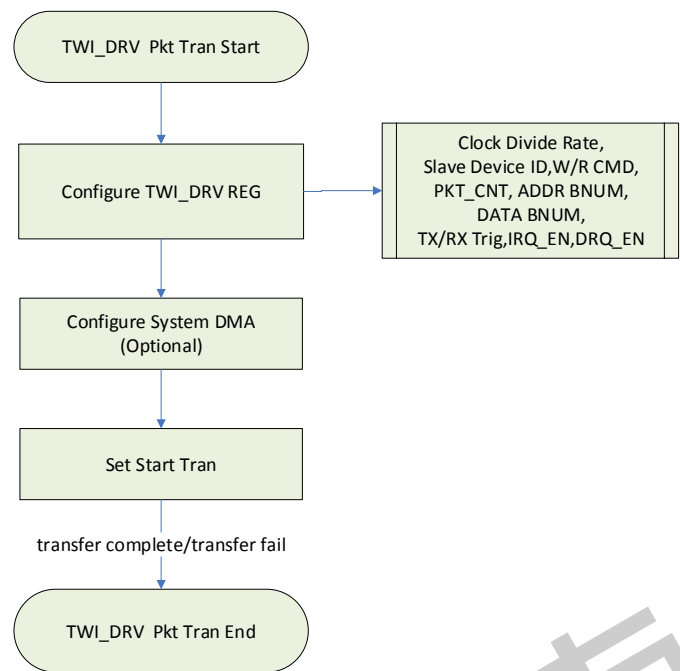 TWI_DRV Pkt Tran Start
Configure TWI_DRV REG
Clock Divide Rate,
Slave Device ID,W/R CMD,
PKT_CNT, ADDR BNUM,
DATA BNUM,
TX/RX Trig,IRQ_EN,DRQ_EN
Configure System DMA
(Optional)
Set Start Tran
transfer complete/transfer fail
TWI_DRV Pkt Tran End